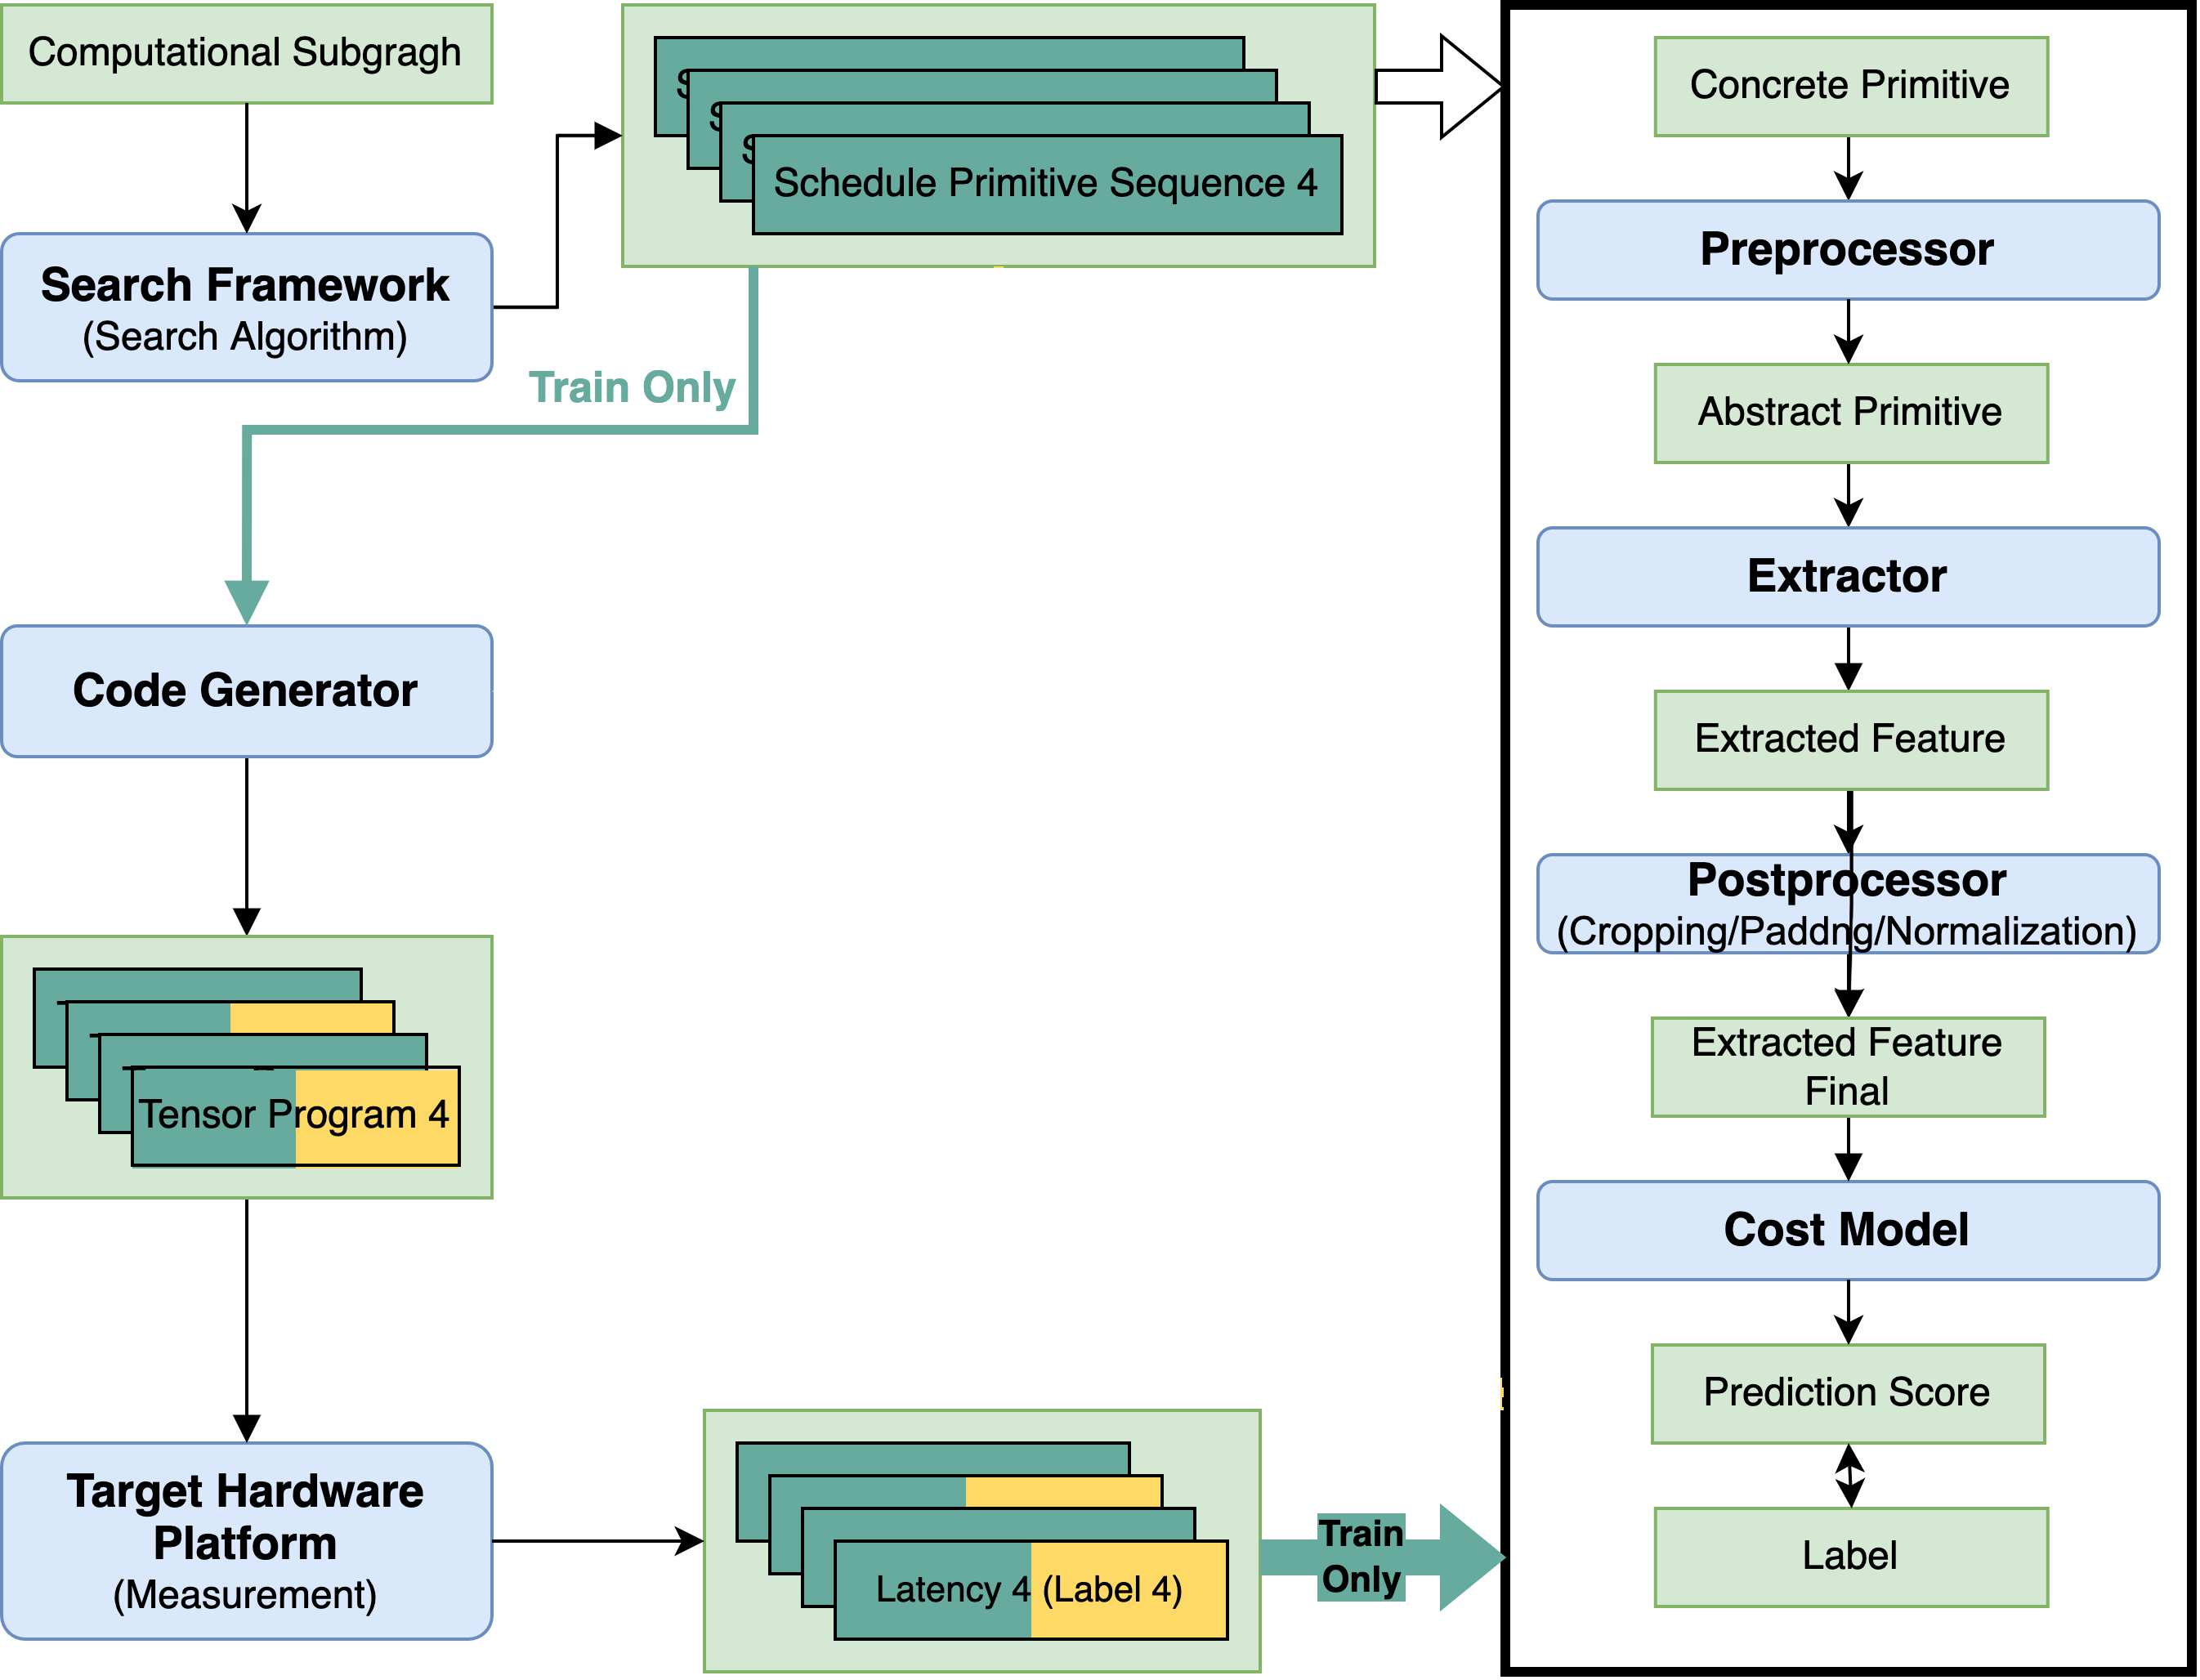 Computational Subgragh
Search Framework
(Search Algorithm)
Schedule Primitive Sequence 4
Train Only
Code Generator
Tensor Program 4
Target Hardware
Platform
(Measurement)
Latency 4 (Label 4)
Train
Only
Concrete Primitive
Preprocessor
Abstract Primitive
Extractor
Extracted Feature
Postprocessor
(Cropping/Paddng/Normalization)
Extracted Feature
Final
Cost Model
Prediction Score
Label